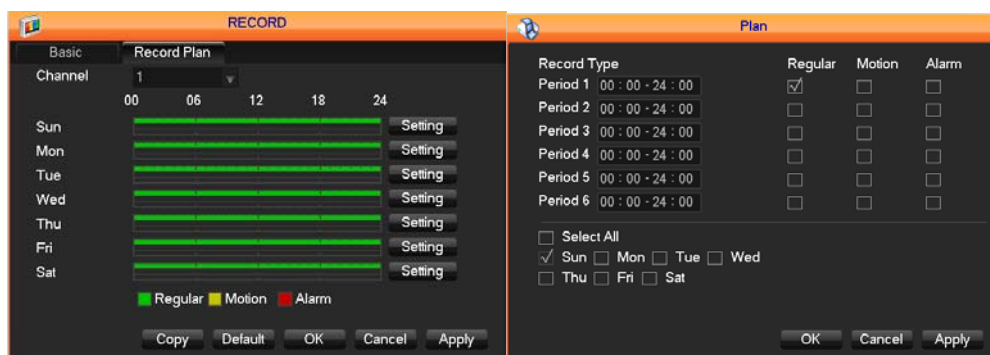 RECORD
Basic Record Plan
Channel 1
00 06 12 18 24
Sun Setting
Mon Setting
Tue Setting
Wed Setting
Thu Setting
Fri Setting
Sat Setting
Regular Motion Alarm
Copy Default OK Cancel Apply
Plan
Record Type Regular Motion Alarm
Period 1 00 : 00 - 24 : 00
Period 2 00 : 00 - 24 : 00
Period 3 00 : 00 - 24 : 00
Period 4 00 : 00 - 24 : 00
Period 5 00 : 00 - 24 : 00
Period 6 00 : 00 - 24 : 00
Select All
Sun Mon Tue Wed
Thu Fri Sat
OK Cancel Apply